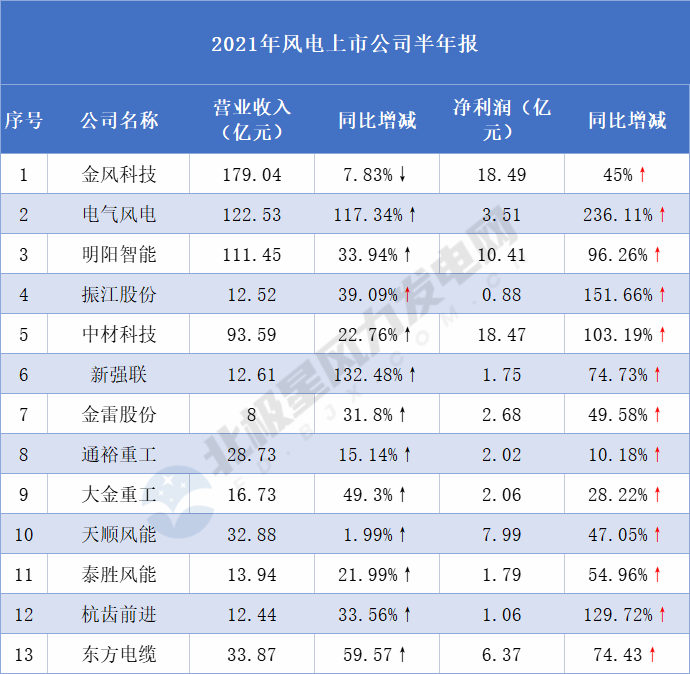 2021年风电上市公司半年报
序号 公司名称 营业收入（亿元） 同比增减 净利润（亿元） 同比增减
1 金风科技 179.04 7.83%↓ 18.49 45%↑
2 电气风电 122.53 117.34%↑ 3.51 236.11%↑
3 明阳智能 111.45 33.94%↑ 10.41 96.26%↑
4 振江股份 12.52 39.09%↑ 0.88 151.66%↑
5 中材科技 93.59 22.76%↑ 18.47 103.19%↑
6 新强联 12.61 132.48%↑ 1.75 74.73%↑
7 金雷股份 8 31.8%↑ 2.68 49.58%↑
8 通裕重工 28.73 15.14%↑ 2.02 10.18%↑
9 大金重工 16.73 49.3%↑ 2.06 28.22%↑
10 天顺风能 32.88 1.99%↑ 7.99 47.05%↑
11 泰胜风能 13.94 21.99%↑ 1.79 54.96%↑
12 杭齿前进 12.44 33.56%↑ 1.06 129.72%↑
13 东方电缆 33.87 59.57↑ 6.37 74.43↑
北极星风力发电网
FD.BJX.COM.CN